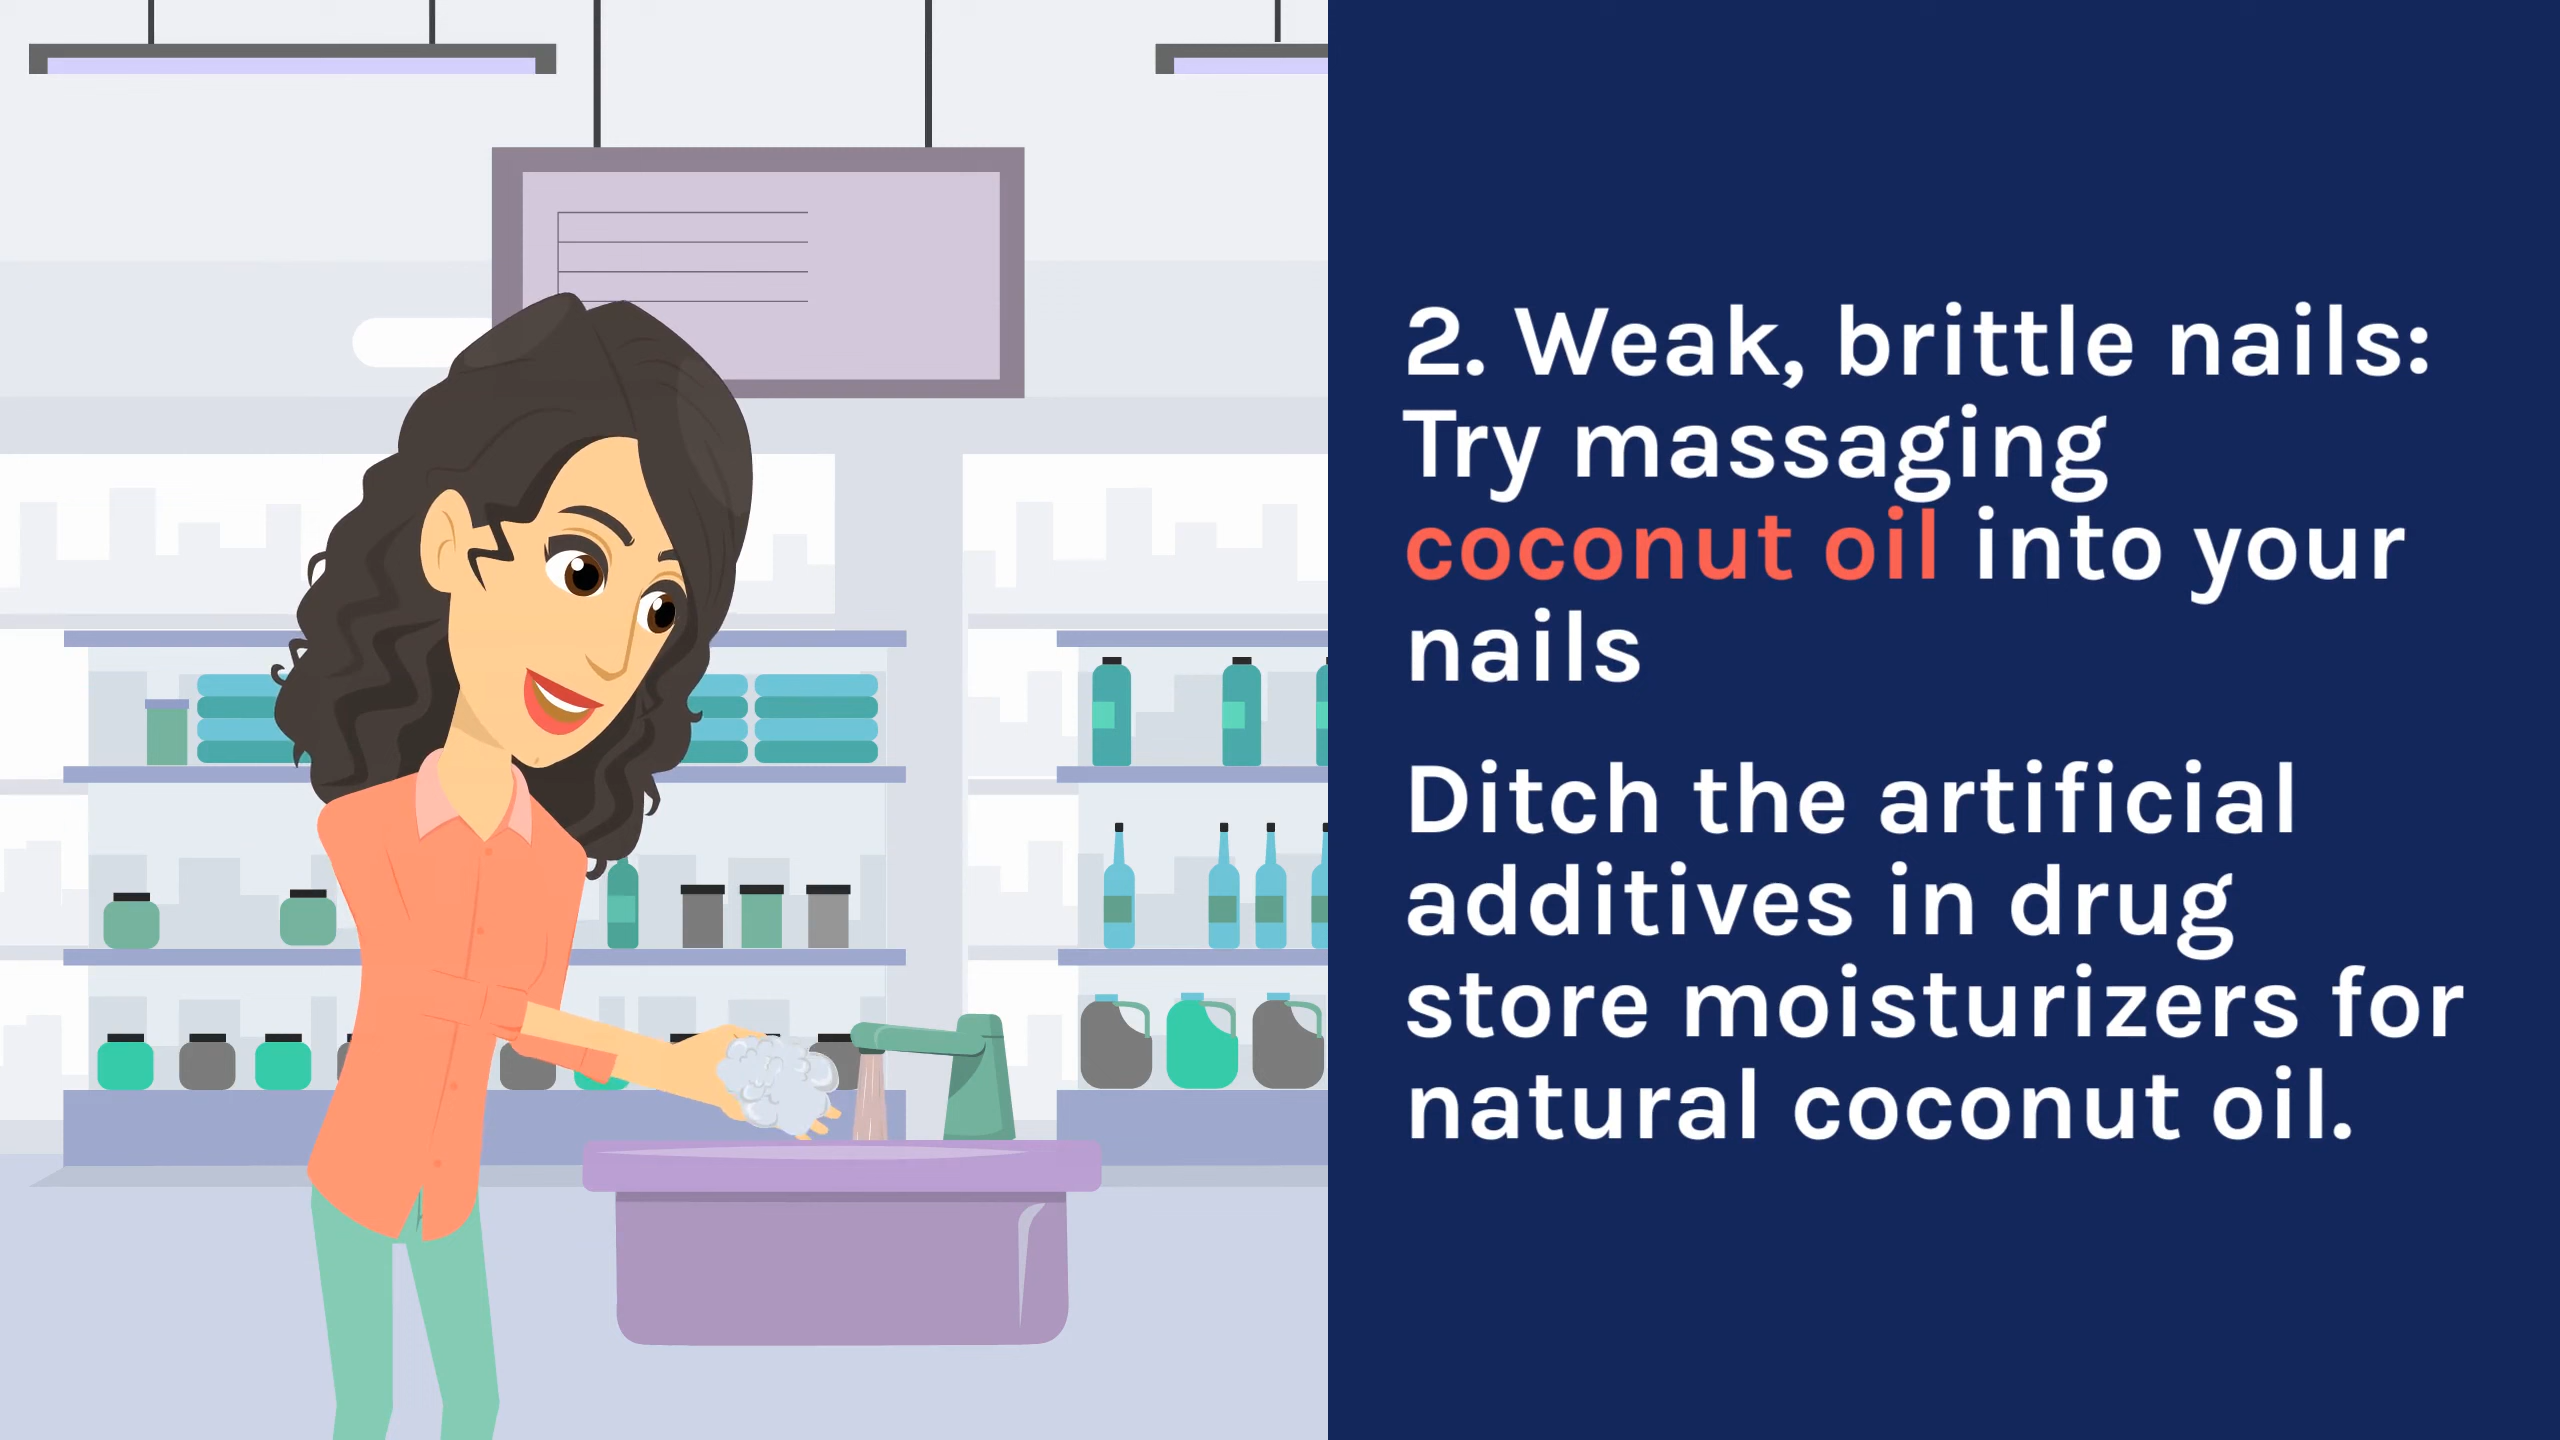 2. Weak, brittle nails:
Try massaging
coconut oil into your
nails
Ditch the artificial
additives in drug
store moisturizers for
natural coconut oil.